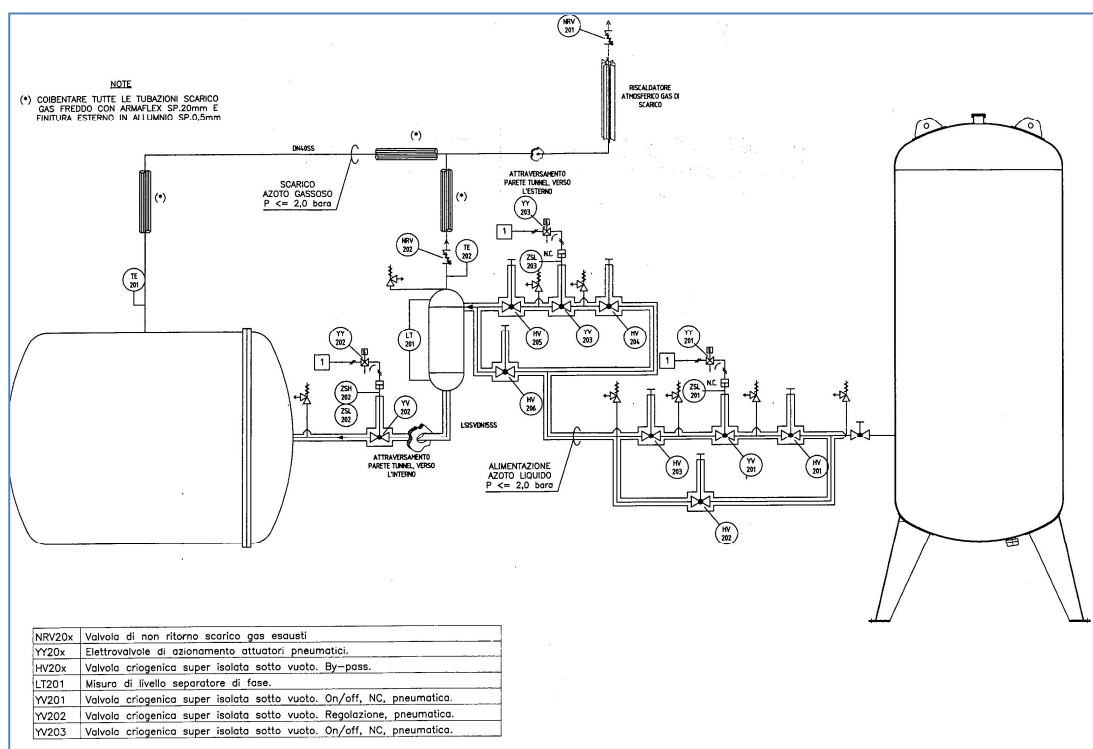 NRV
201
NOTE
(*) COIBENTARE TUTTE LE TUBAZIONI SCARICO
GAS FREDDO CON ARMAFLEX SP.20mm E
FINITURA ESTERNO IN ALLUMNIO SP.0,5mm
RISCALDATORE
ATMOSFERICO GAS DI
SCARICO
(*)
DN40SS
SCARICO
AZOTO GASSOSO
P <= 2,0 bara
(*)
(*)
ATTRAVERSAMENTO
PARETE TUNNEL, VERSO
L'ESTERNO
YY
203
1
NRV
202
TE
202
ZSL
203
N.C.
TE
201
LT
201
HV
205
YV
203
HV
204
YY
202
1
YY
201
1
ZSH
202
ZSL
202
YV
202
HV
206
ZSL
201
N.C.
LSISVDN15SS
ATTRAVERSAMENTO
PARETE TUNNEL, VERSO
L'INTERNO
ALIMENTAZIONE
AZOTO LIQUIDO
P <= 2,0 bara
HV
203
YV
201
HV
201
HV
202
NRV20x Valvola di non ritorno scarico gas esausti
YY20x Elettrovalvole di azionamento attuatori pneumatici.
HV20x Valvola criogenica super isolata sotto vuoto. By-pass.
LT201 Misura di livello separatore di fase.
YV201 Valvola criogenica super isolata sotto vuoto. On/off, NC, pneumatica.
YV202 Valvola criogenica super isolata sotto vuoto. Regolazione, pneumatica.
YV203 Valvola criogenica super isolata sotto vuoto. On/off, NC, pneumatica.